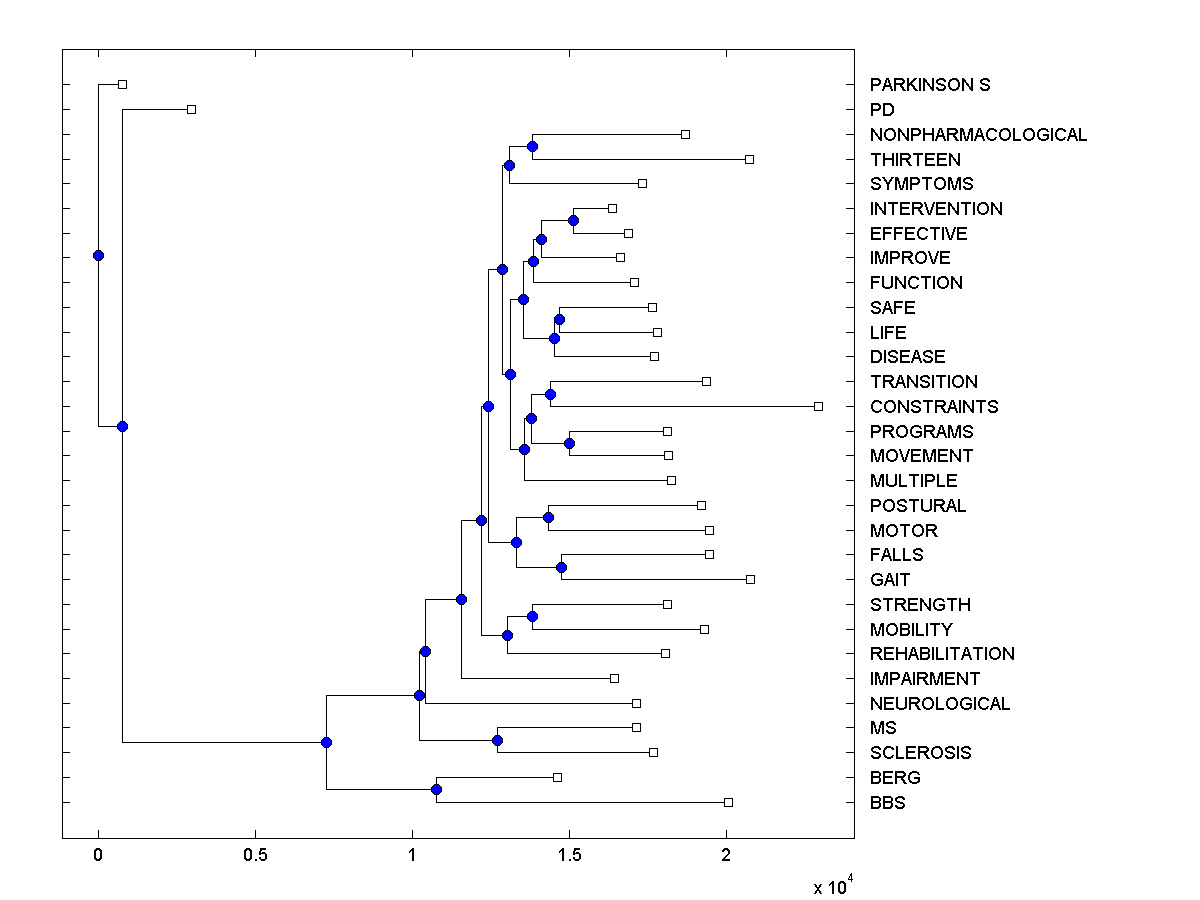 PARKINSON S
PD
NONPHARMACOLOGICAL
THIRTEEN
SYMPTOMS
INTERVENTION
EFFECTIVE
IMPROVE
FUNCTION
SAFE
LIFE
DISEASE
TRANSITION
CONSTRAINTS
PROGRAMS
MOVEMENT
MULTIPLE
POSTURAL
MOTOR
FALLS
GAIT
STRENGTH
MOBILITY
REHABILITATION
IMPAIRMENT
NEUROLOGICAL
MS
SCLEROSIS
BERG
BBS
0 0.5 1 1.5 2
x 10^4